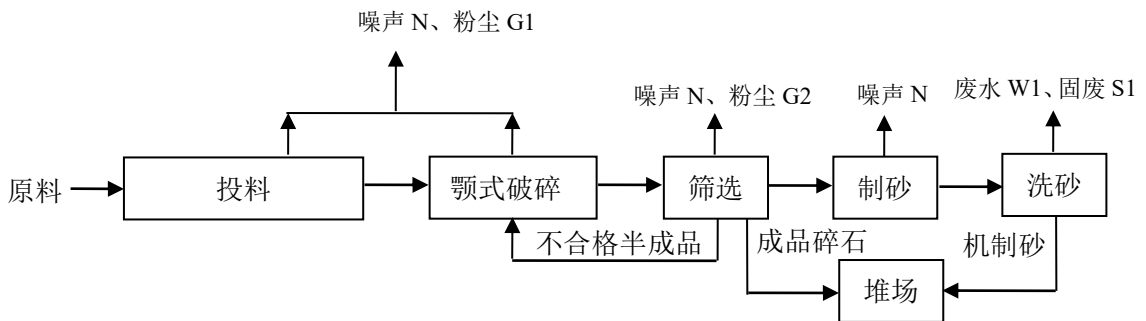 噪声 N、粉尘 G1
噪声 N、粉尘 G2
噪声 N
废水 W1、固废 S1
原料
投料
颚式破碎
筛选
制砂
洗砂
不合格半成品
成品碎石
机制砂
堆场